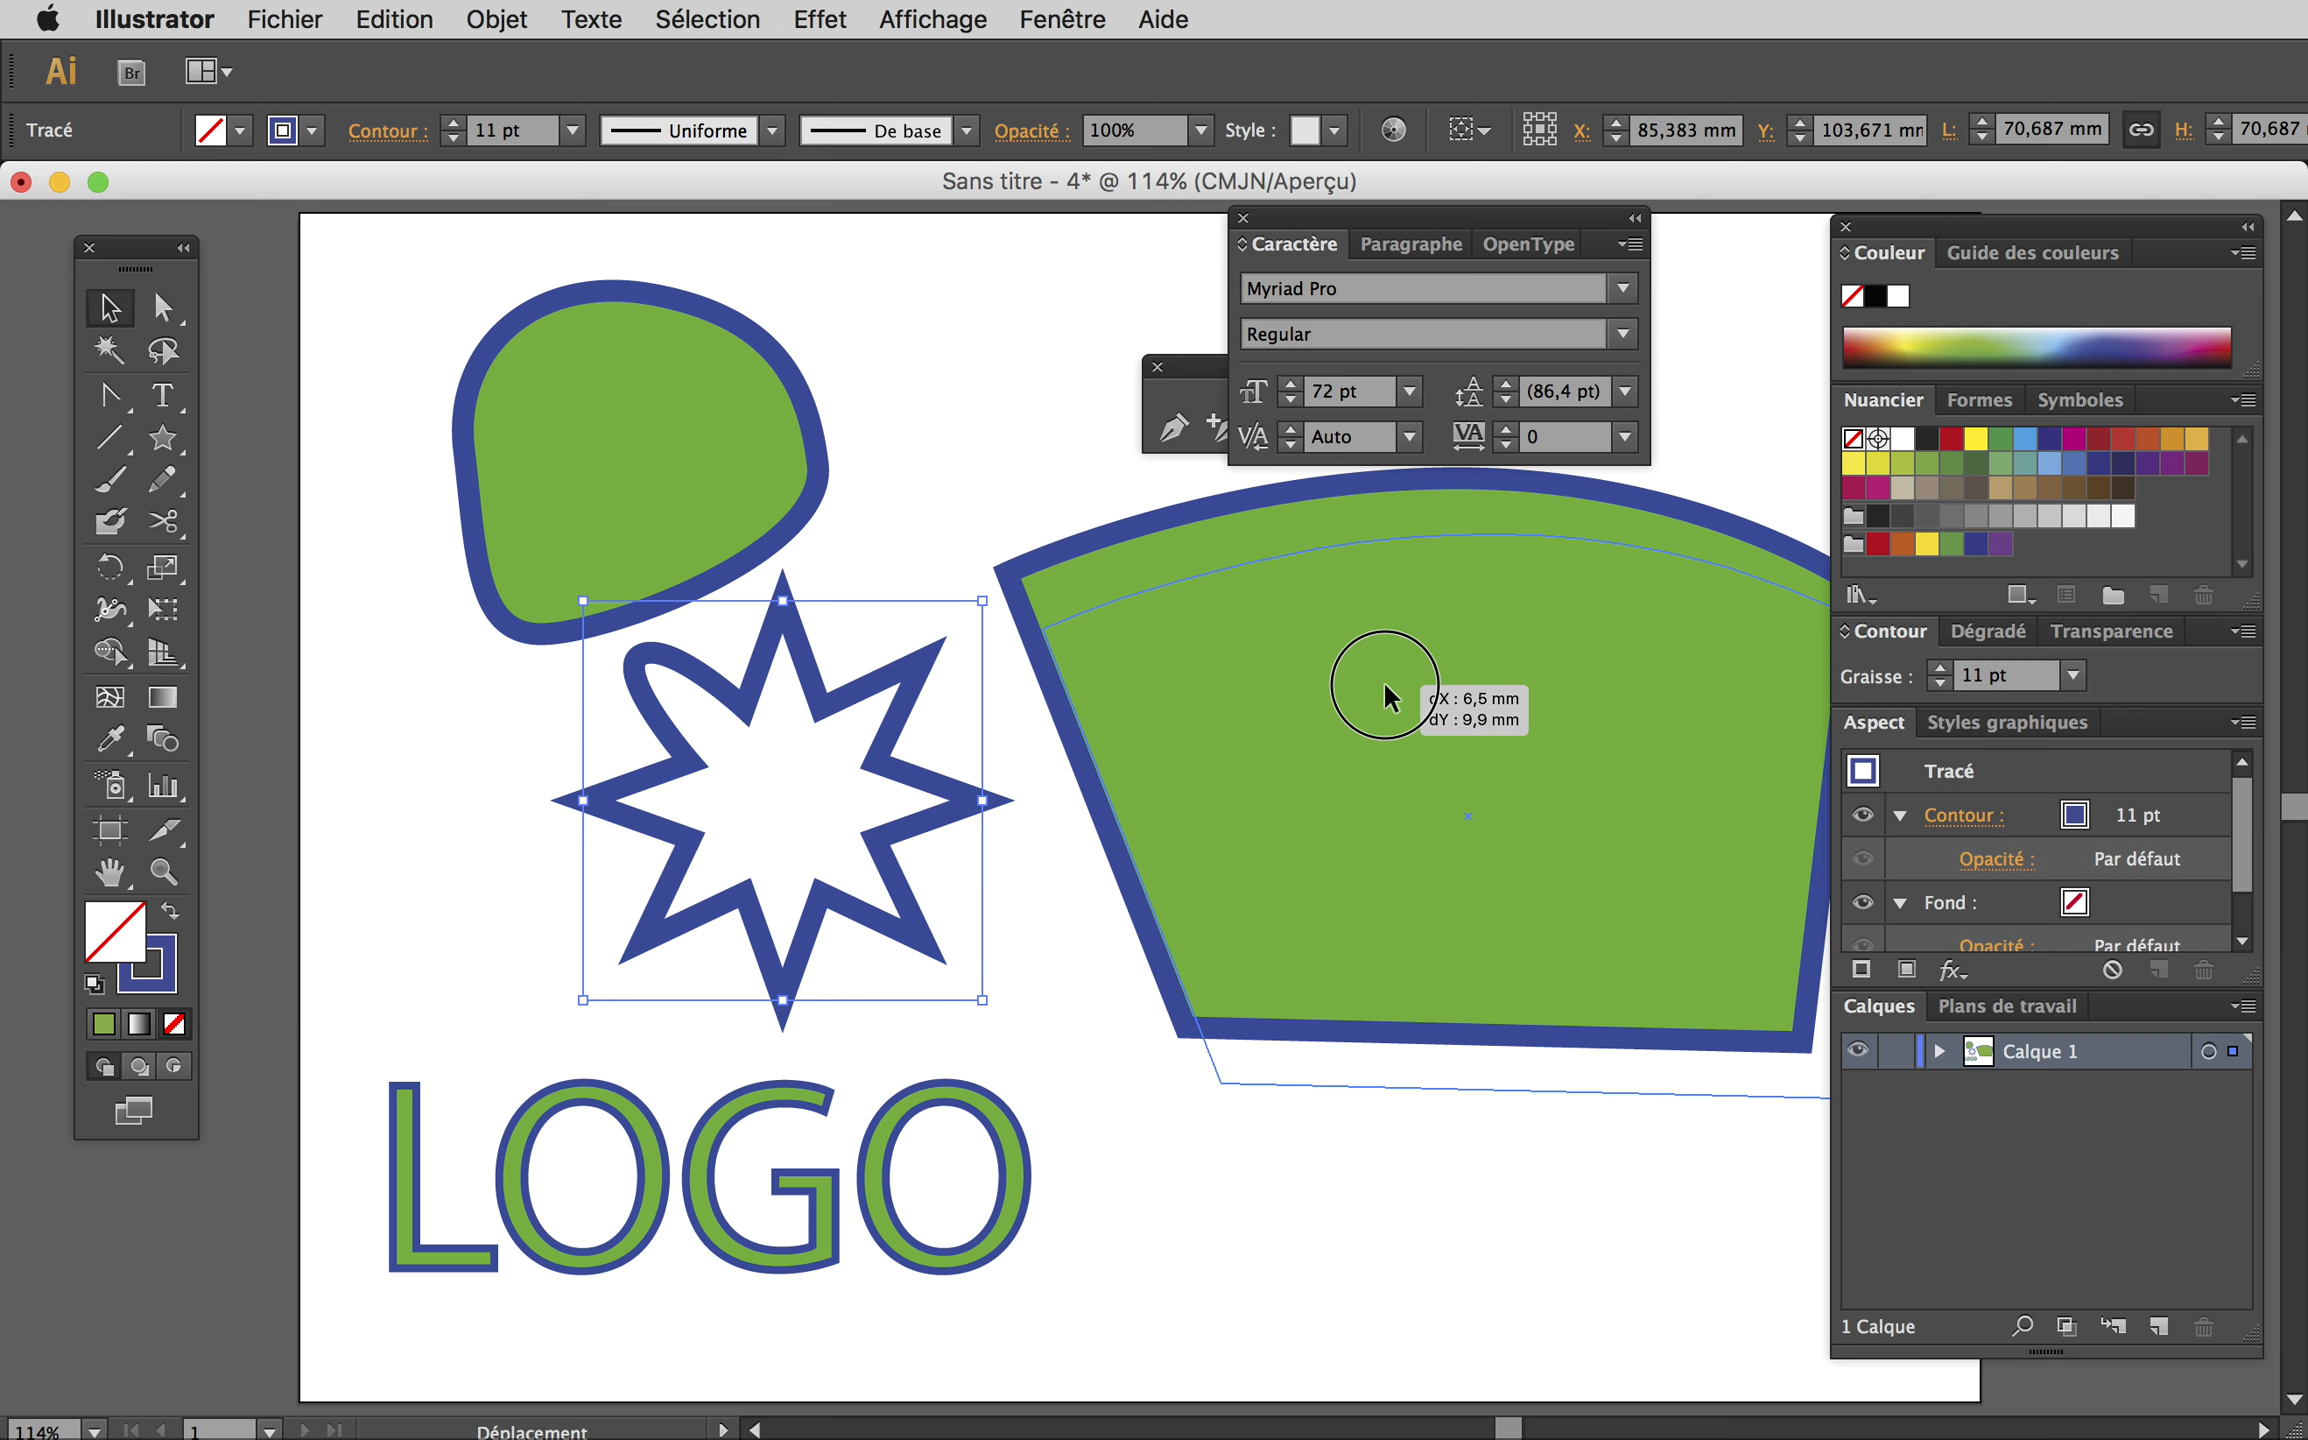 Illustrator Fichier Edition Objet Texte Sélection Effet Affichage Fenêtre Aide
Ai Br
Tracé Contour : 11 pt Uniforme De base Opacité : 100% Style : X: 85,383 mm Y: 103,671 mm L: 70,687 mm H: 70,687
Sans titre - 4* @ 114% (CMJN/Aperçu)
Caractère Paragraphe OpenType
Myriad Pro
Regular
72 pt (86,4 pt)
Auto 0
Couleur Guide des couleurs
Nuancier Formes Symboles
Contour Dégradé Transparence
Graisse : 11 pt
dX : 6,5 mm
dY : 9,9 mm
Aspect Styles graphiques
Tracé
Contour : 11 pt
Opacité : Par défaut
Fond :
Opacité : Par défaut
fx
Calques Plans de travail
Calque 1
LOGO
1 Calque
114% 1 Déplacement